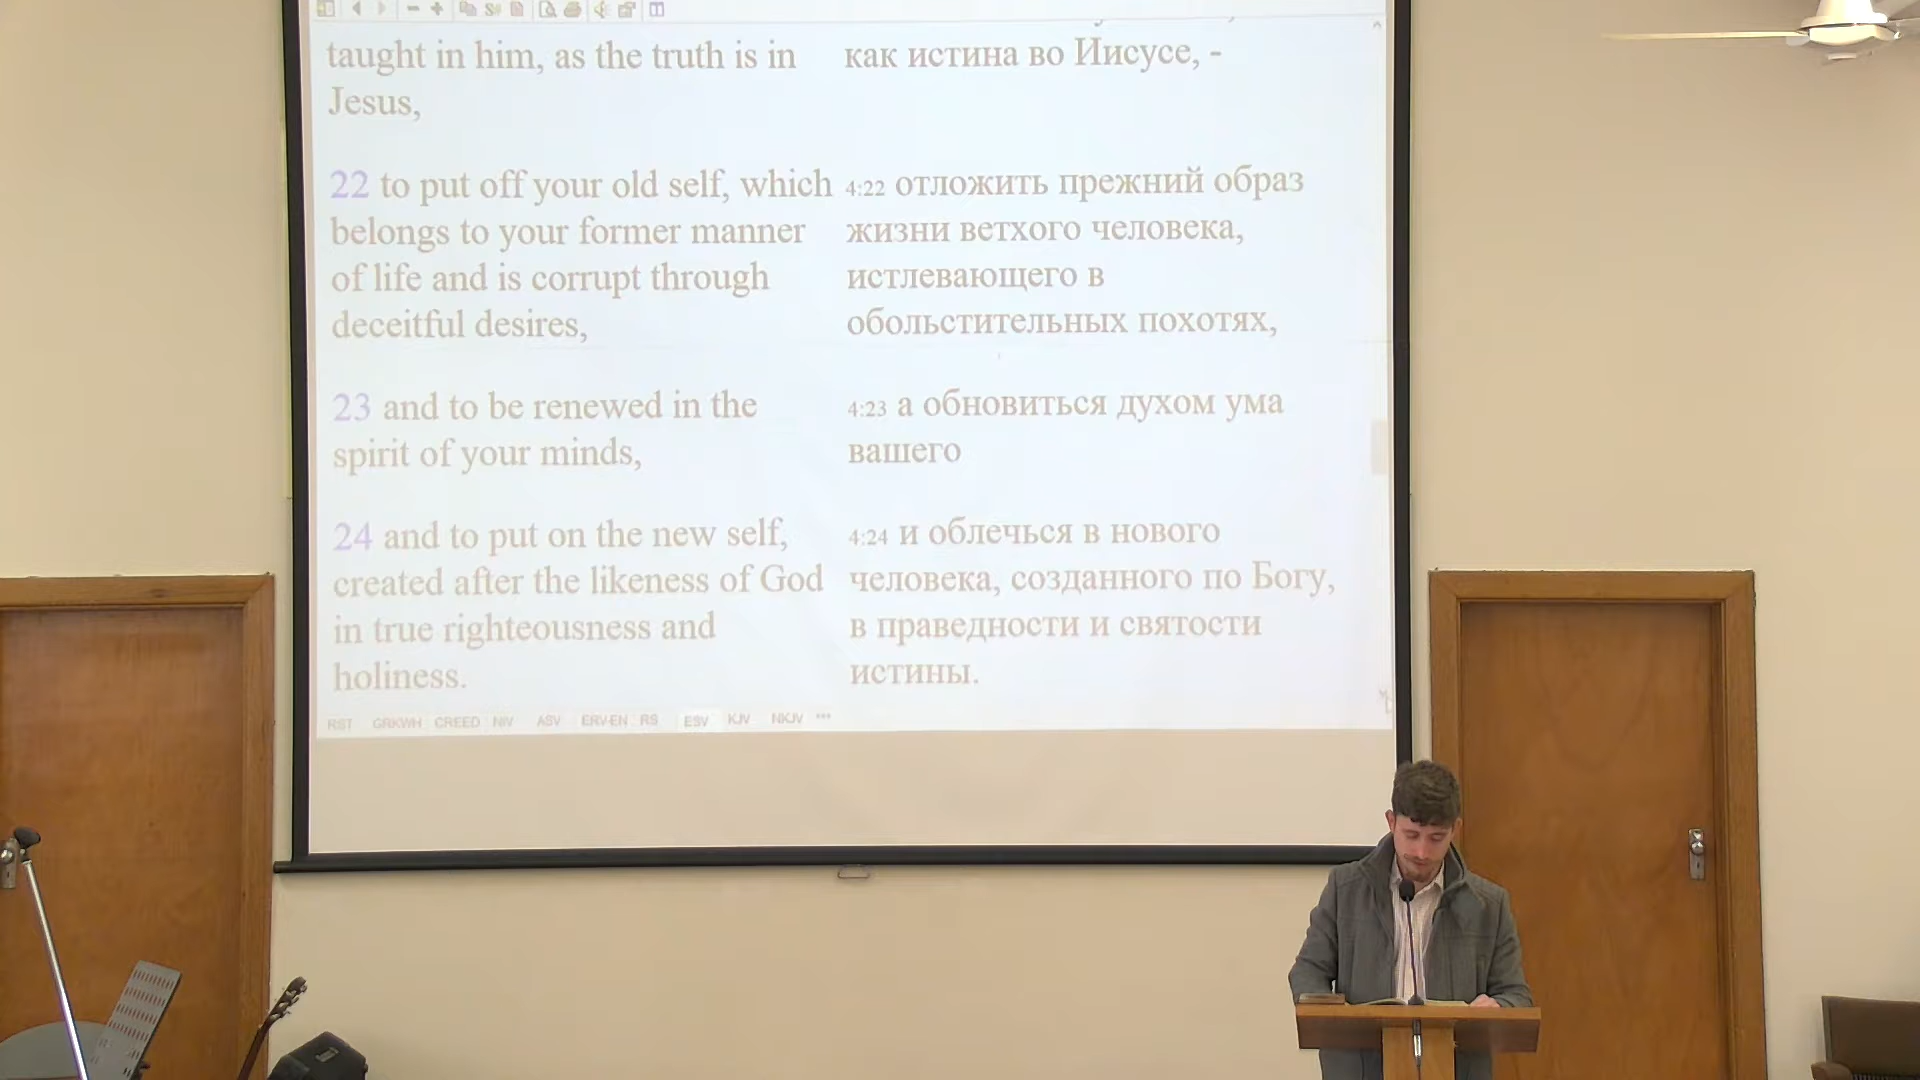 taught in him, as the truth is in
Jesus,
22 to put off your old self, which
belongs to your former manner
of life and is corrupt through
deceitful desires,
23 and to be renewed in the
spirit of your minds,
24 and to put on the new self,
created after the likeness of God
in true righteousness and
holiness.
как истина во Иисусе, -
4:22 отложить прежний образ
жизни ветхого человека,
истлевающего в
обольстительных похотях,
4:23 а обновиться духом ума
вашего
4:24 и облечься в нового
человека, созданного по Богу,
в праведности и святости
истины.
RST GRKWH CREED NIV ASV ERV-EN RS ESV KJV NKJV ***